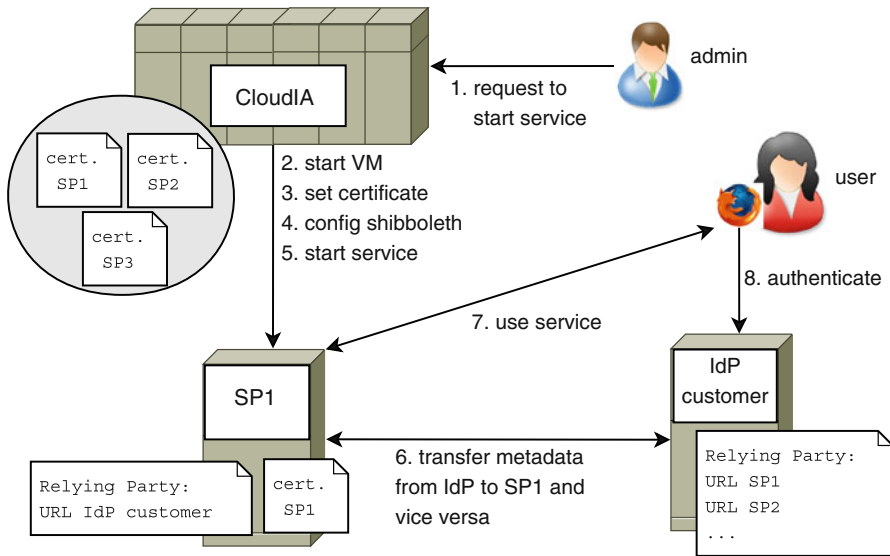 CloudIA
admin
1. request to
start service
cert.
SP1
cert.
SP2
cert.
SP3
2. start VM
3. set certificate
4. config shibboleth
5. start service
user
8. authenticate
7. use service
SP1
IdP
customer
Relying Party:
URL IdP customer
cert.
SP1
6. transfer metadata
from IdP to SP1 and
vice versa
Relying Party:
URL SP1
URL SP2
...